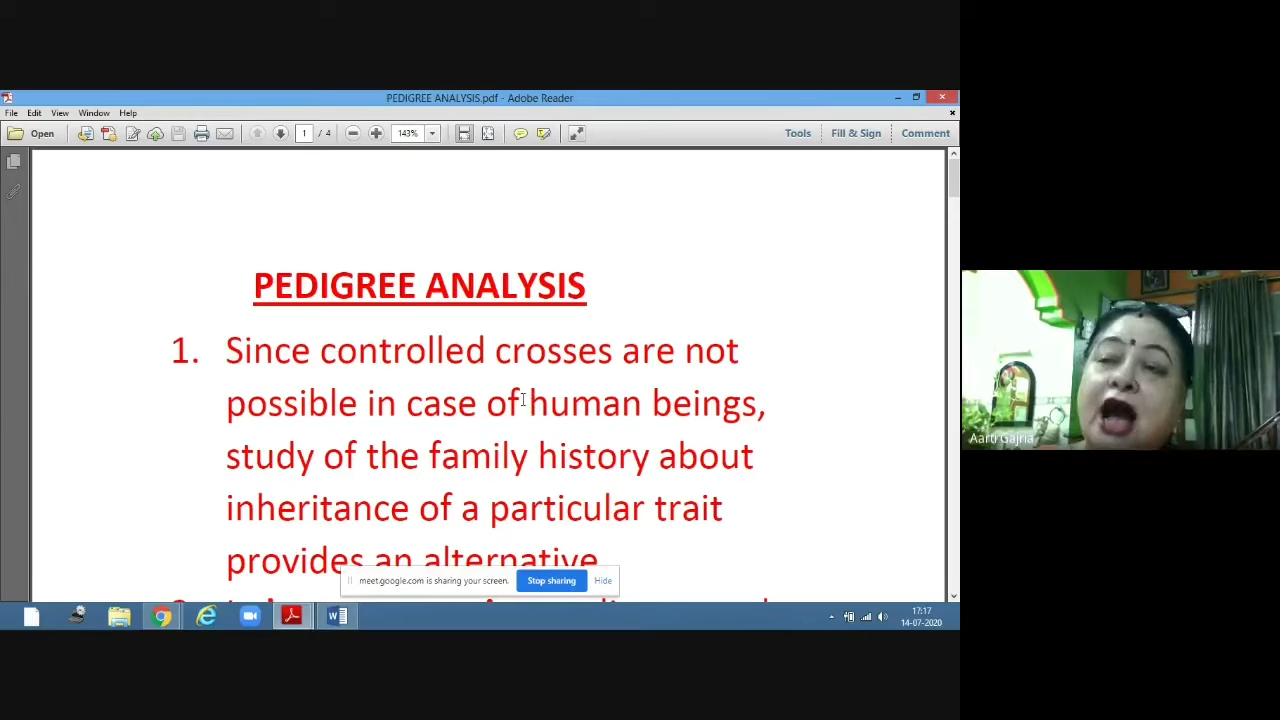 PEDIGREE ANALYSIS.pdf - Adobe Reader
File Edit View Window Help
Open 1 / 4 143% Tools Fill & Sign Comment
PEDIGREE ANALYSIS
1. Since controlled crosses are not
possible in case of human beings,
study of the family history about
inheritance of a particular trait
provides an alternative
Aarti Gajria
meet.google.com is sharing your screen. Stop sharing Hide
17:17
14-07-2020